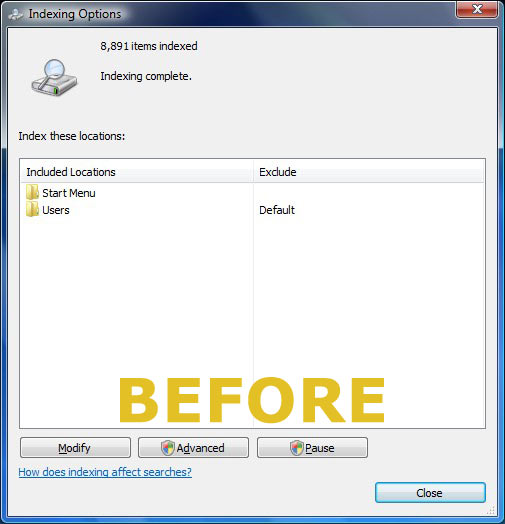 Indexing Options
8,891 items indexed
Indexing complete.
Index these locations:
Included Locations Exclude
Start Menu
Users Default
BEFORE
Modify Advanced Pause
How does indexing affect searches?
Close